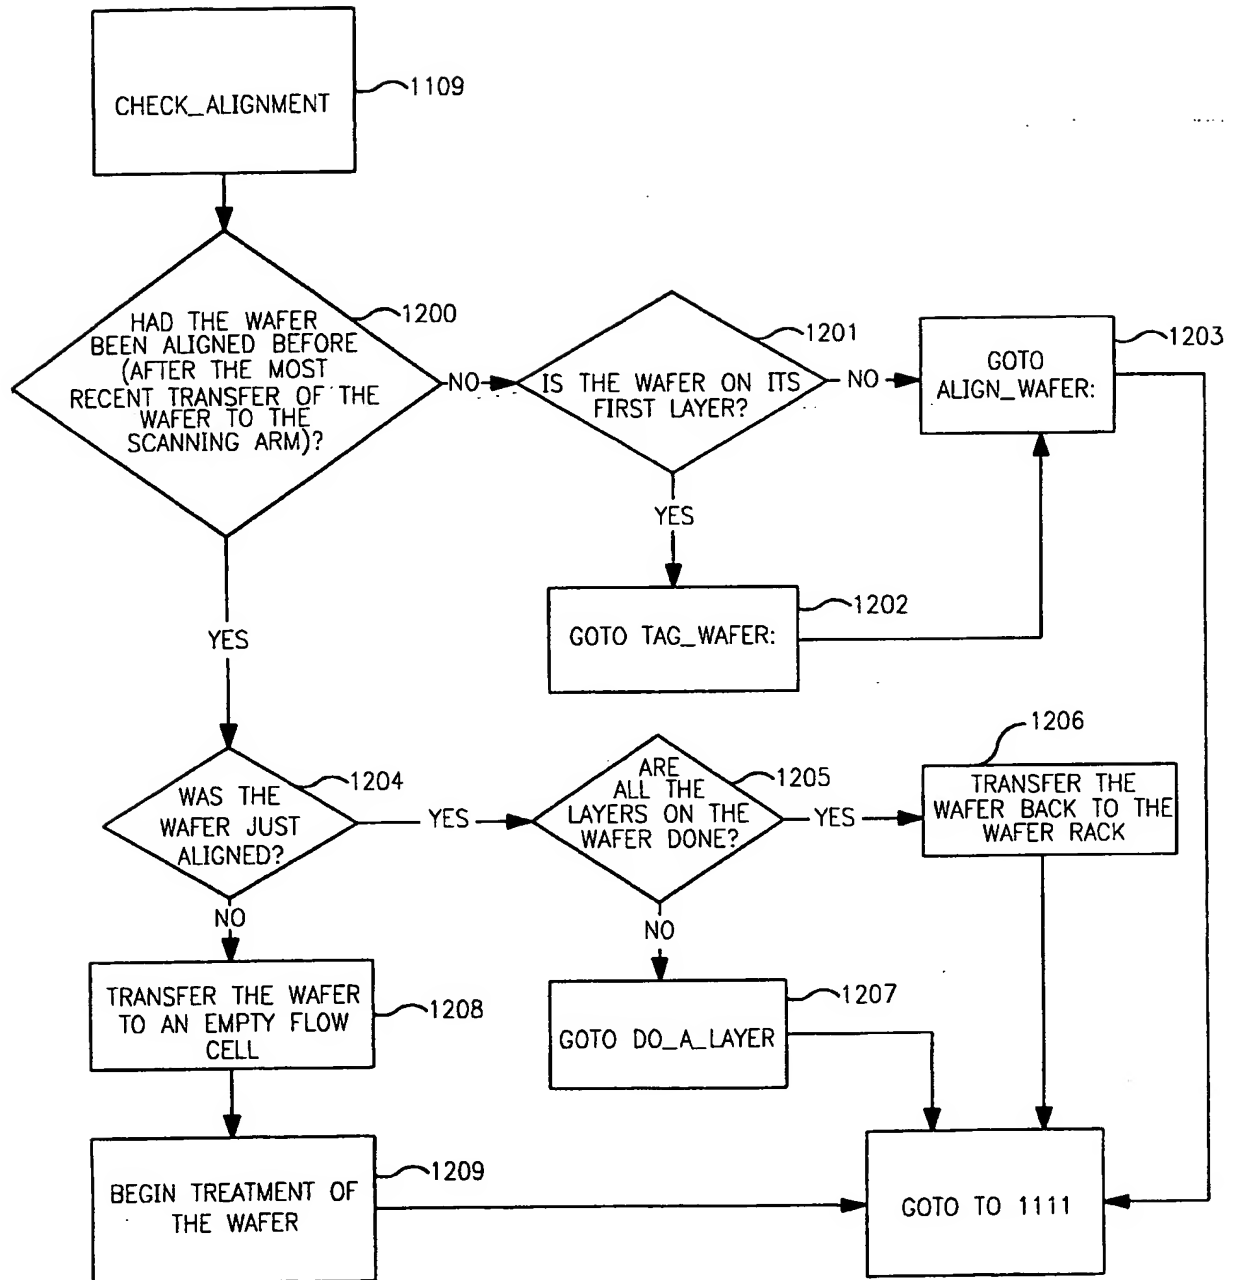 CHECK_ALIGNMENT
1109
HAD THE WAFER
BEEN ALIGNED BEFORE
(AFTER THE MOST
RECENT TRANSFER OF THE
WAFER TO THE
SCANNING ARM)?
1200
NO
IS THE WAFER ON ITS
FIRST LAYER?
1201
NO
GOTO
ALIGN_WAFER:
1203
YES
GOTO TAG_WAFER:
1202
YES
WAS THE
WAFER JUST
ALIGNED?
1204
YES
ARE
ALL THE
LAYERS ON THE
WAFER DONE?
1205
YES
TRANSFER THE
WAFER BACK TO THE
WAFER RACK
1206
NO
NO
TRANSFER THE WAFER
TO AN EMPTY FLOW
CELL
1208
GOTO DO_A_LAYER
1207
BEGIN TREATMENT OF
THE WAFER
1209
GOTO TO 1111